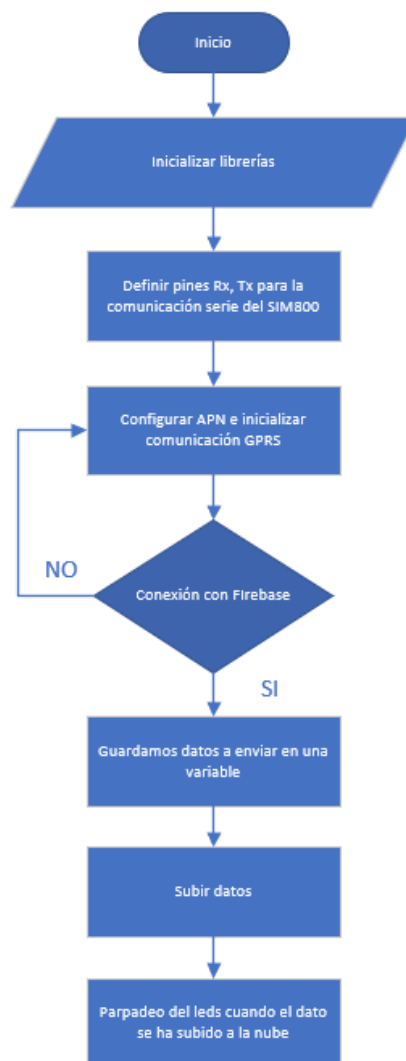 Inicio
Inicializar librerías
Definir pines Rx, Tx para la
comunicación serie del SIM800
Configurar APN e inicializar
comunicación GPRS
Conexión con FIrebase
NO
SI
Guardamos datos a enviar en una
variable
Subir datos
Parpadeo del leds cuando el dato
se ha subido a la nube